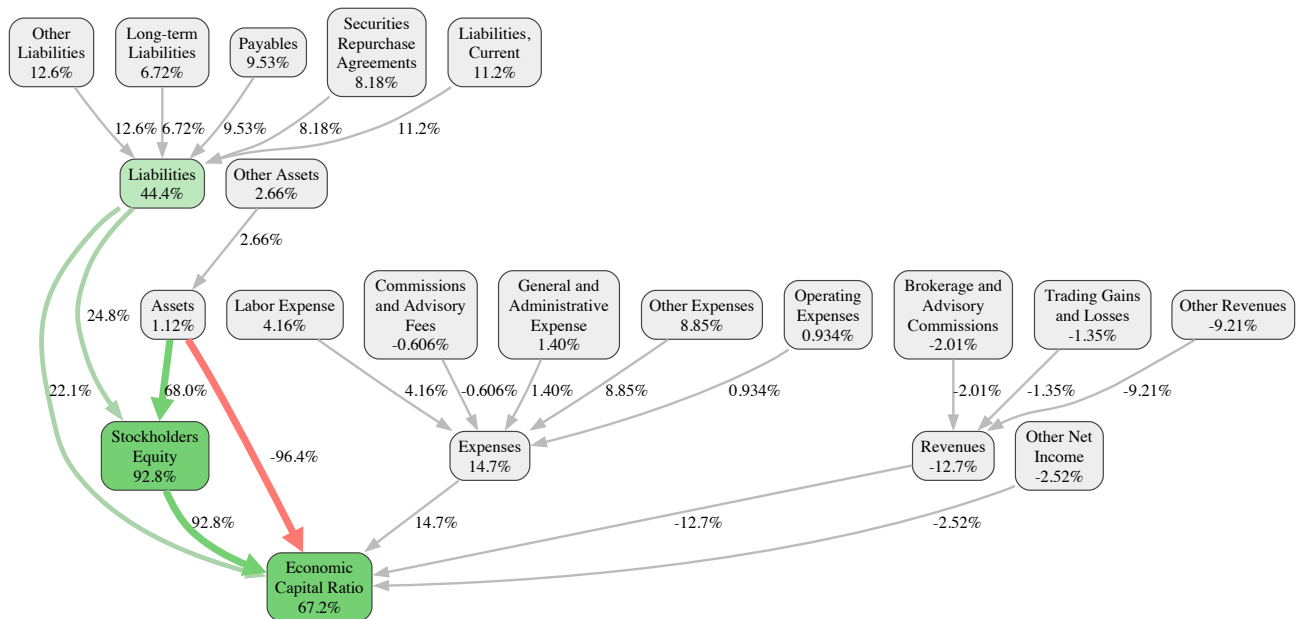 Other
Liabilities
12.6%
Long-term
Liabilities
6.72%
Payables
9.53%
Securities
Repurchase
Agreements
8.18%
Liabilities,
Current
11.2%
12.6%
6.72%
9.53%
8.18%
11.2%
Liabilities
44.4%
Other Assets
2.66%
2.66%
Assets
1.12%
Labor Expense
4.16%
Commissions
and Advisory
Fees
-0.606%
General and
Administrative
Expense
1.40%
Other Expenses
8.85%
Operating
Expenses
0.934%
Brokerage and
Advisory
Commissions
-2.01%
Trading Gains
and Losses
-1.35%
Other Revenues
-9.21%
24.8%
22.1%
68.0%
4.16%
-0.606%
1.40%
8.85%
0.934%
-2.01%
-1.35%
-9.21%
Stockholders
Equity
92.8%
-96.4%
Expenses
14.7%
Revenues
-12.7%
Other Net
Income
-2.52%
92.8%
14.7%
-12.7%
-2.52%
Economic
Capital Ratio
67.2%